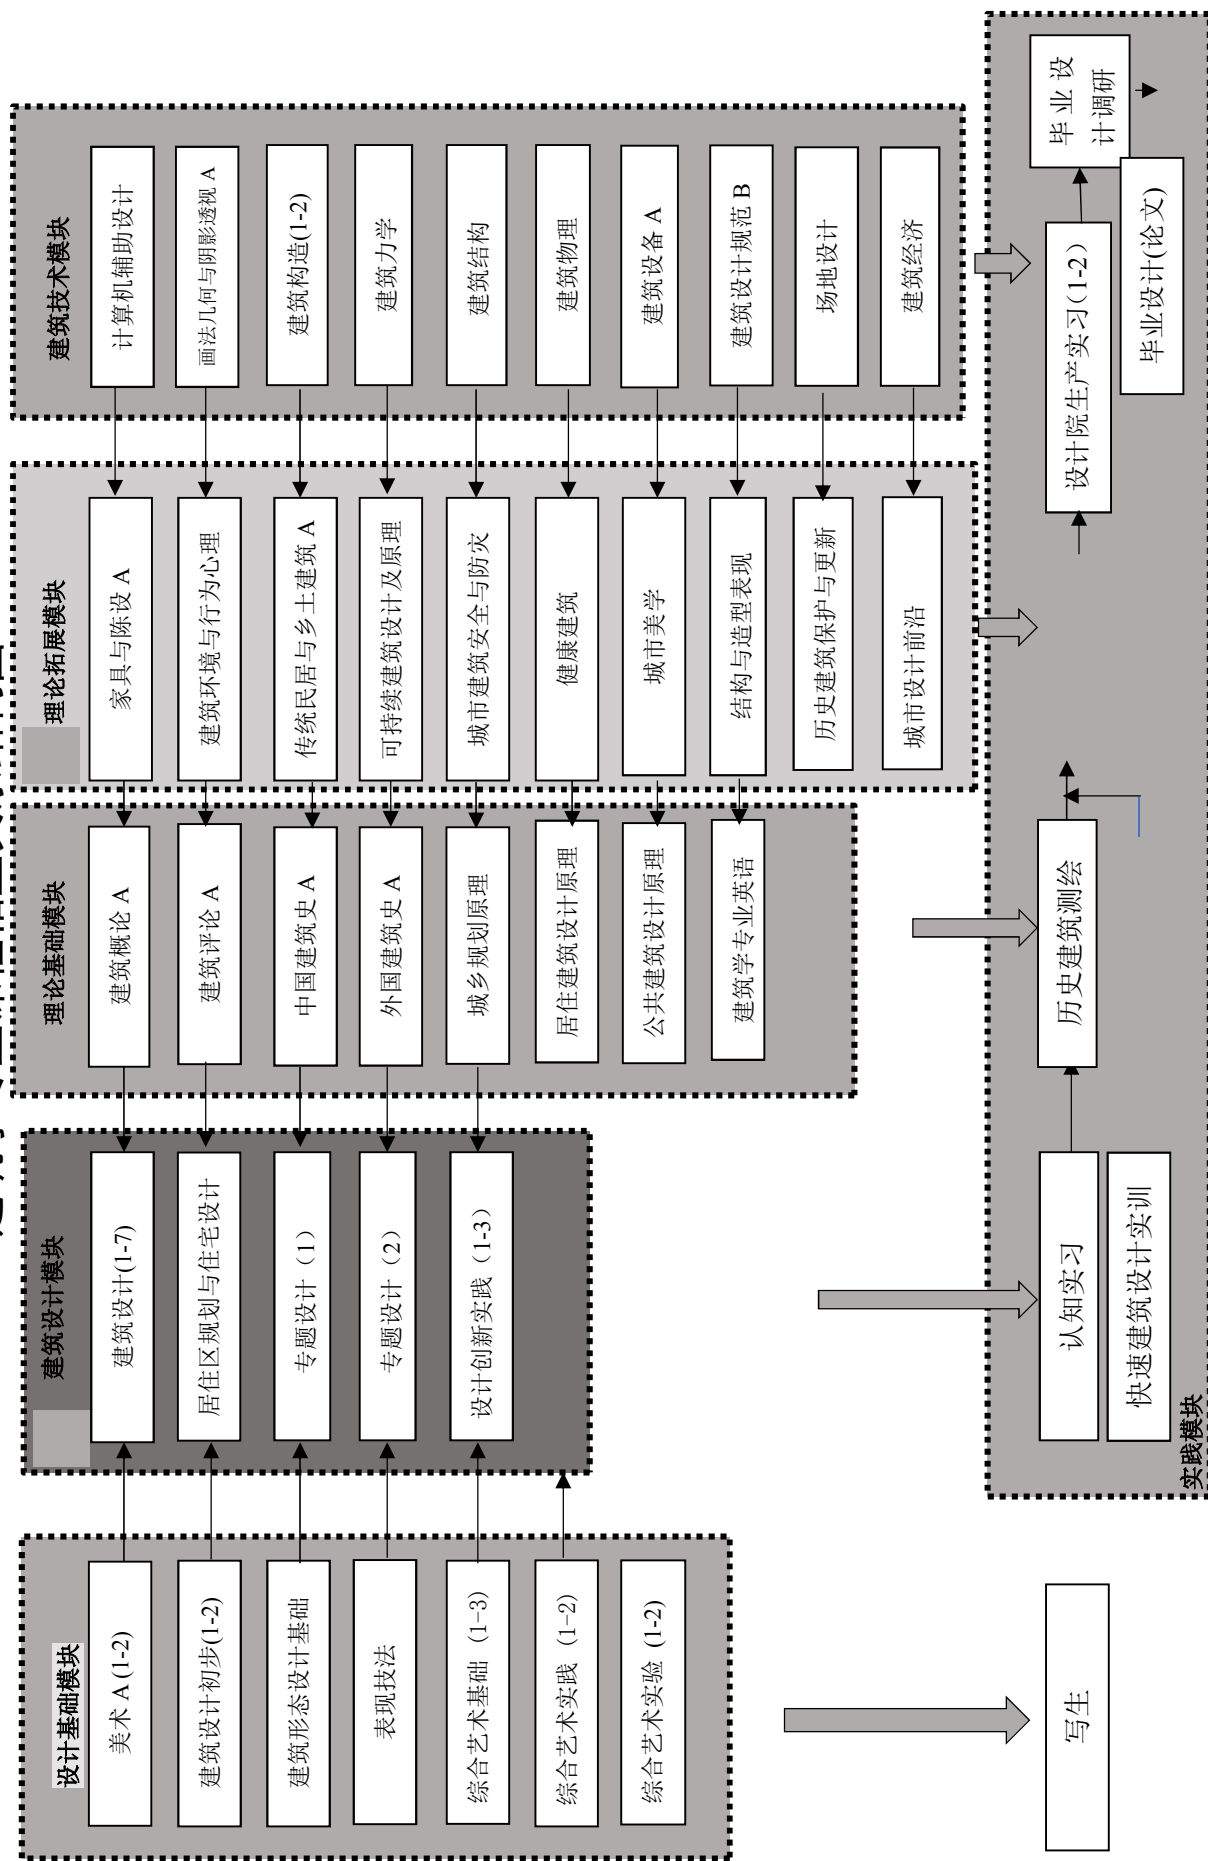 设计基础模块
美术 A (1-2)
建筑设计初步(1-2)
建筑形态设计基础
表现技法
综合艺术基础（1-3）
综合艺术实践（1-2）
综合艺术实验 (1-2)
建筑设计模块
建筑设计(1-7)
居住区规划与住宅设计
专题设计（1）
专题设计（2）
设计创新实践（1-3）
理论基础模块
建筑概论 A
建筑评论 A
中国建筑史 A
外国建筑史 A
城乡规划原理
居住建筑设计原理
公共建筑设计原理
建筑学专业英语
理论拓展模块
家具与陈设 A
建筑环境与行为心理
传统民居与乡土建筑 A
可持续建筑设计及原理
城市建筑安全与防灾
健康建筑
城市美学
结构与造型表现
历史建筑保护与更新
城市设计前沿
建筑技术模块
计算机辅助设计
画法几何与阴影透视 A
建筑构造(1-2)
建筑力学
建筑结构
建筑物理
建筑设备 A
建筑设计规范 B
场地设计
建筑经济
写生
认知实习
快速建筑设计实训
实践模块
历史建筑测绘
设计院生产实习(1-2)
毕业设
计调研
毕业设计(论文)